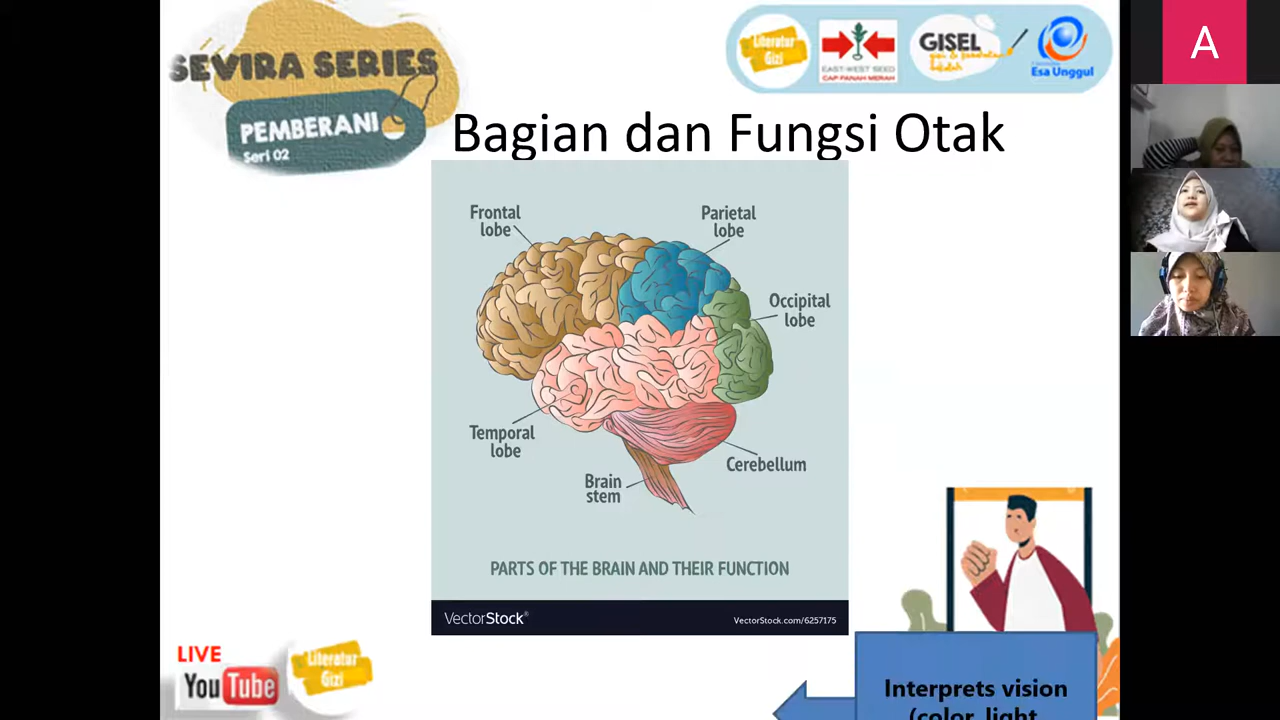 SEVIRA SERIES
PEMBERANI
Seri 02
Literatur
Gizi
EAST-WEST SEED
CAP PANAH MERAH
GISEL
Esa Unggul
A
Bagian dan Fungsi Otak
Frontal
lobe
Parietal
lobe
Occipital
lobe
Temporal
lobe
Cerebellum
Brain
stem
PARTS OF THE BRAIN AND THEIR FUNCTION
VectorStock®
VectorStock.com/6257175
LIVE
YouTube
Literatur
Gizi
Interprets vision
(color, light